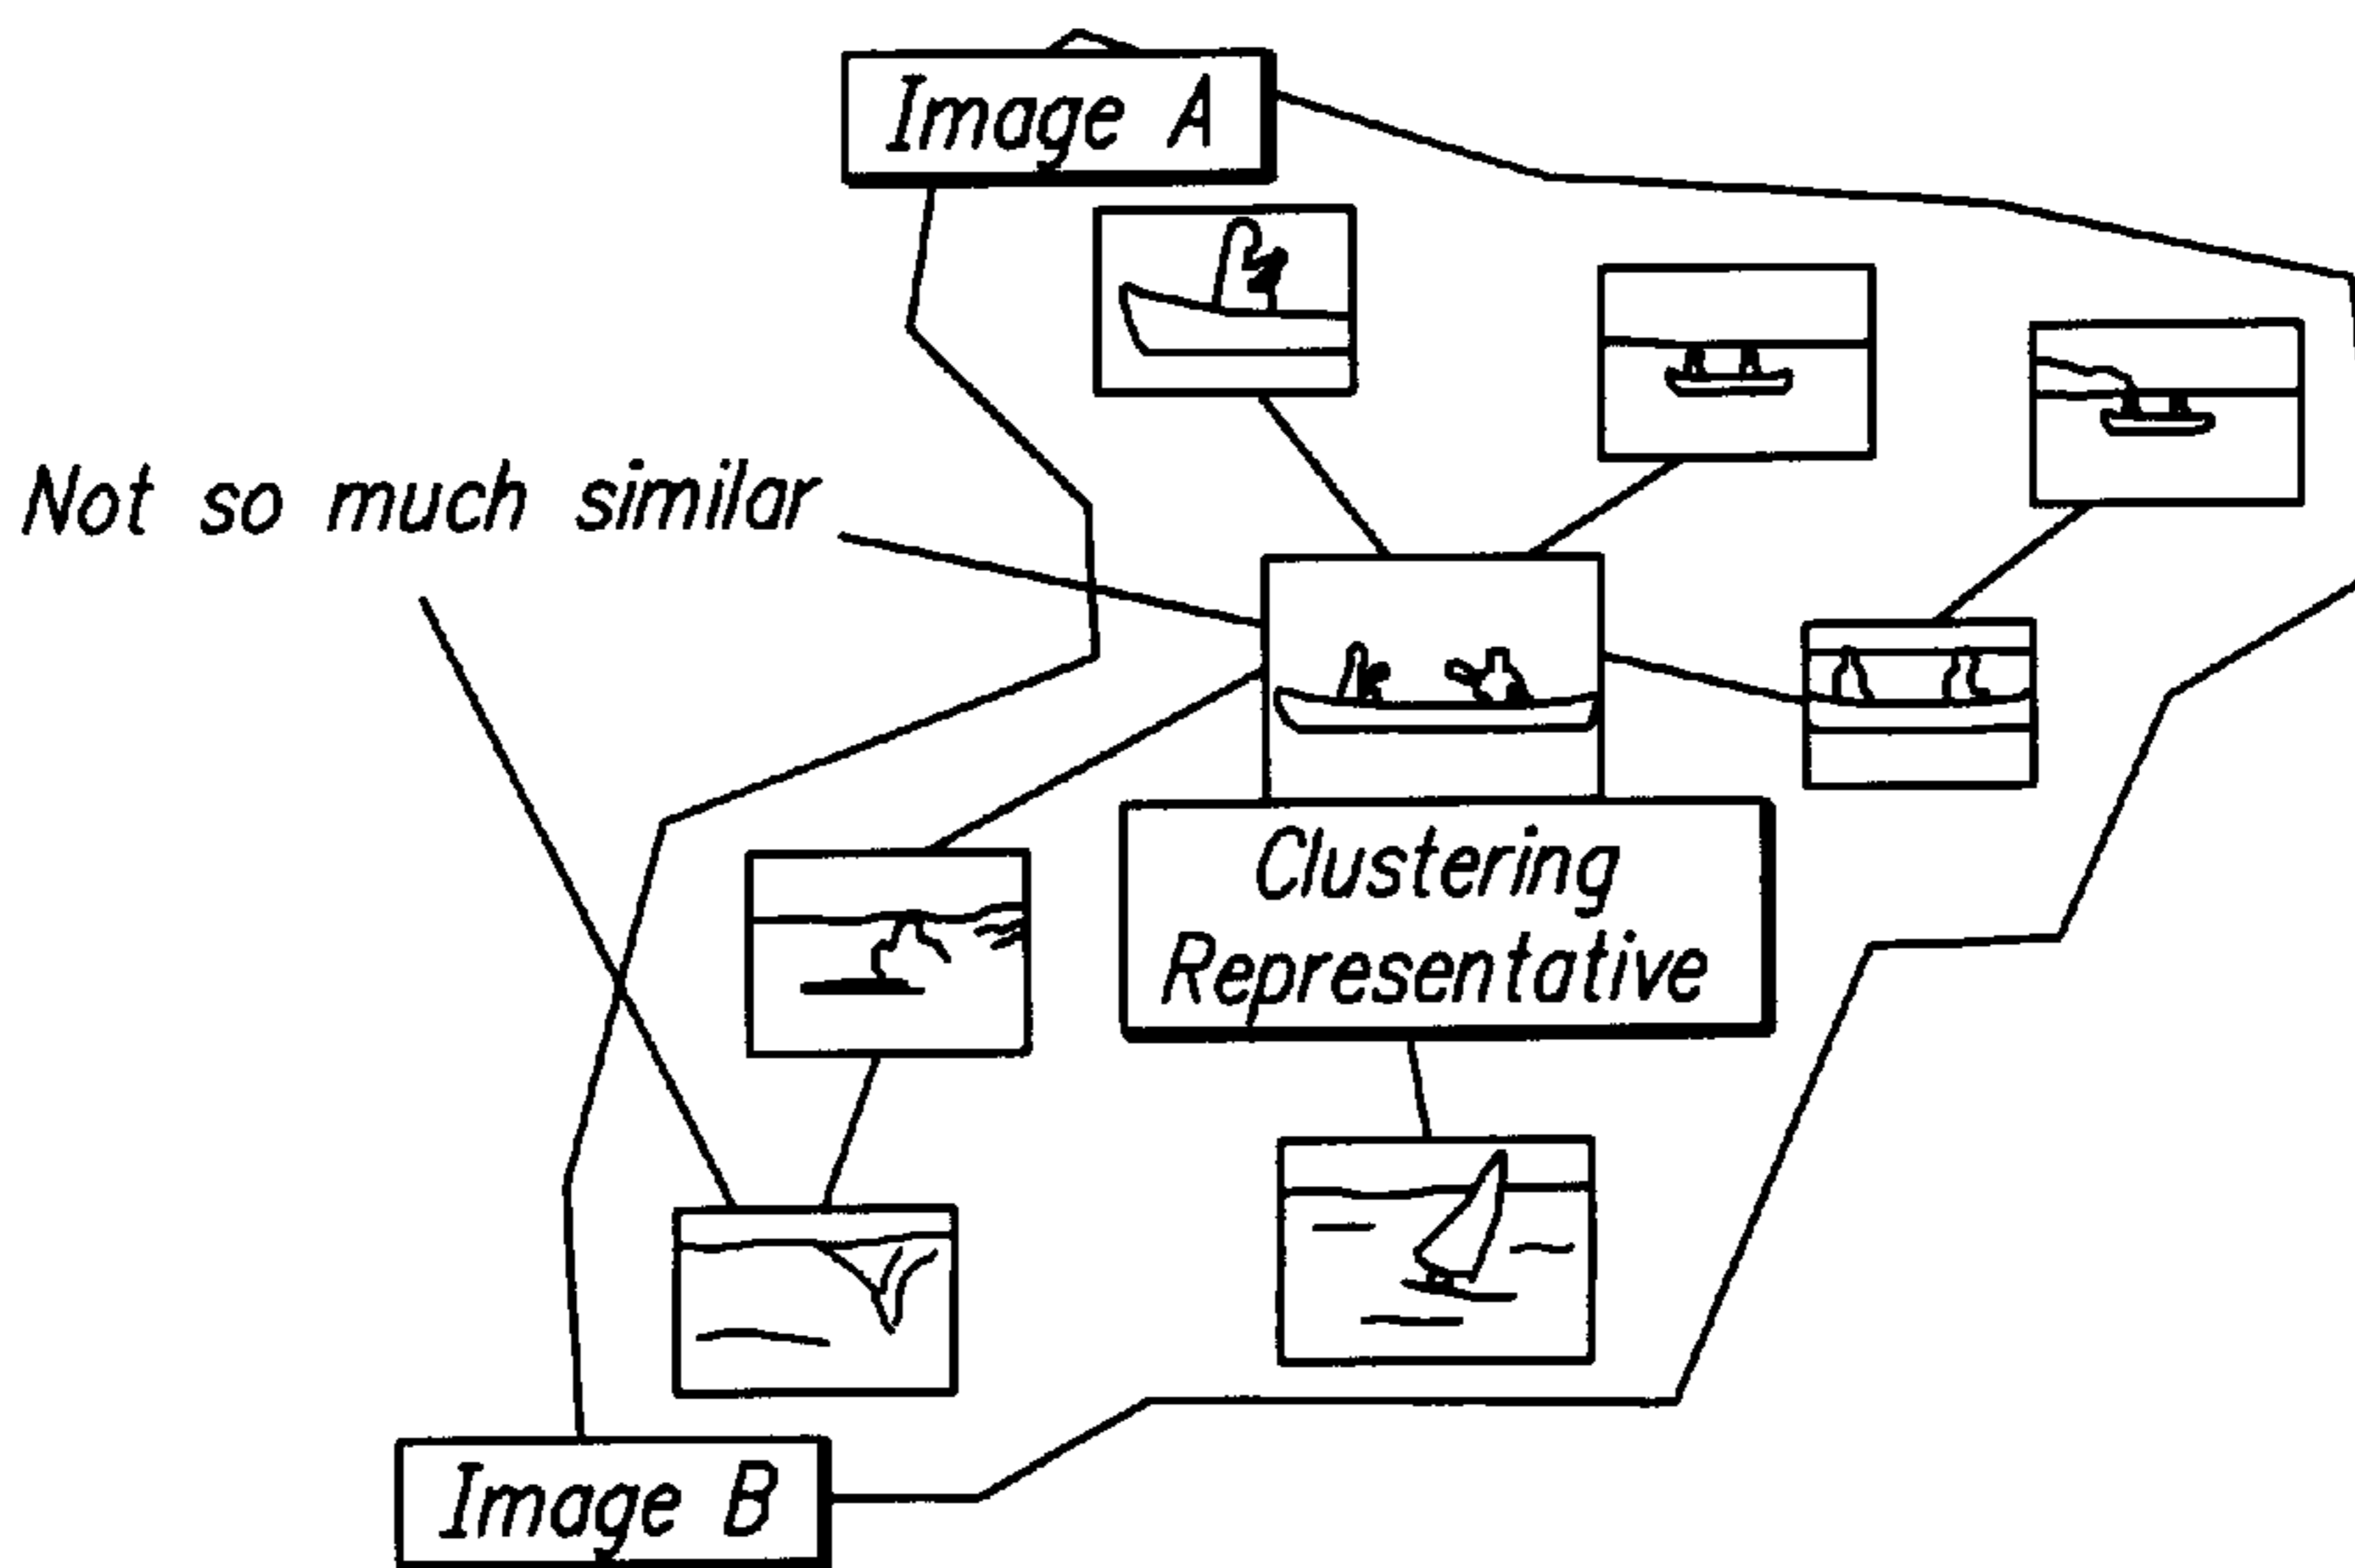 Image A
Not so much similar
Clustering
Representative
Image B